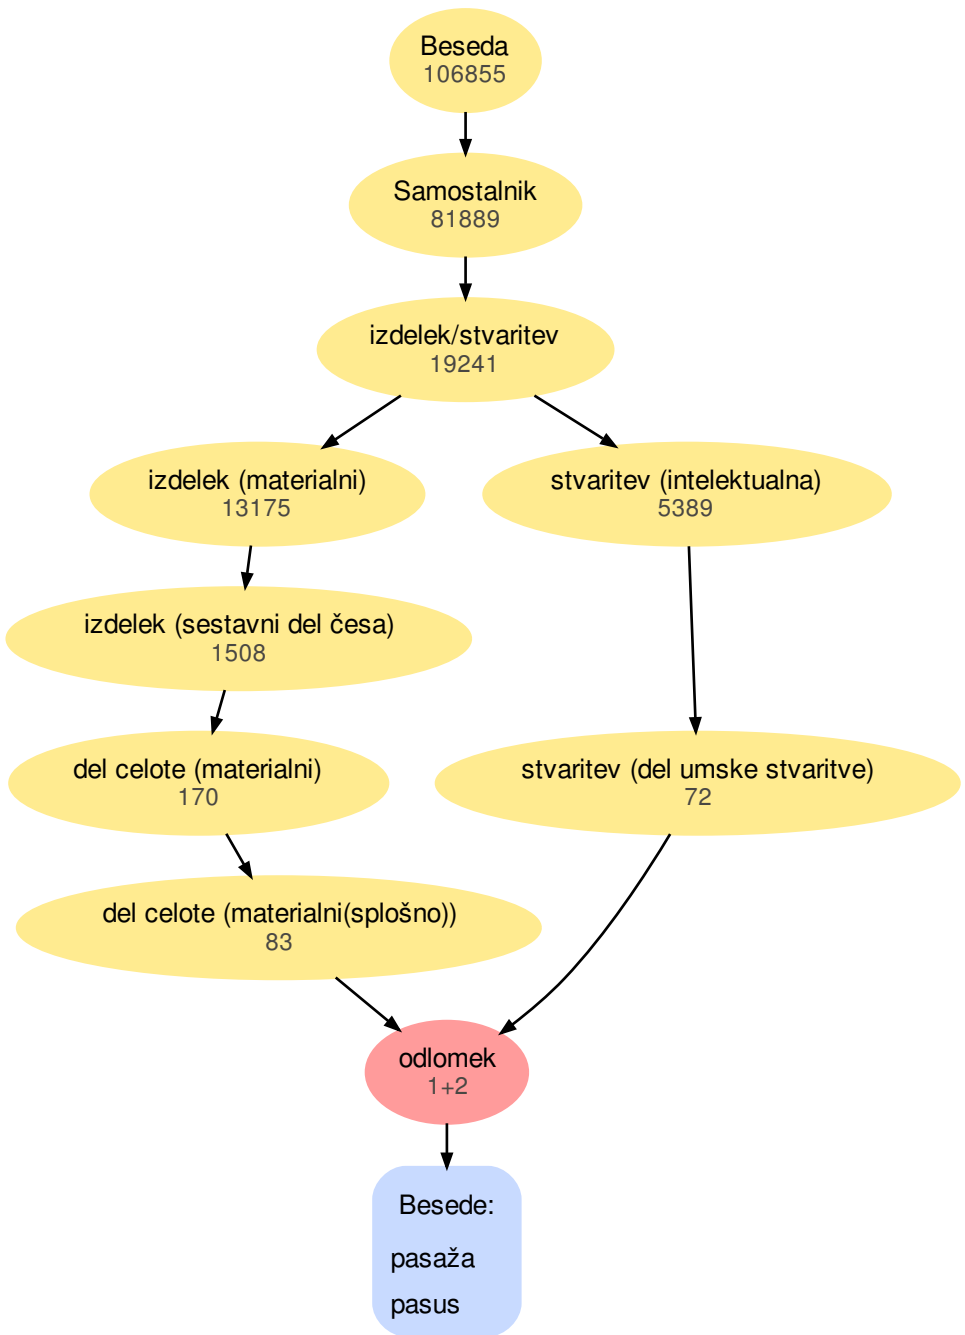 Beseda
106855
Samostalnik
81889
izdelek/stvaritev
19241
izdelek (materialni)
13175
stvaritev (intelektualna)
5389
izdelek (sestavni del česa)
1508
del celote (materialni)
170
stvaritev (del umske stvaritve)
72
del celote (materialni(splošno))
83
odlomek
1+2
Besede:
pasaža
pasus